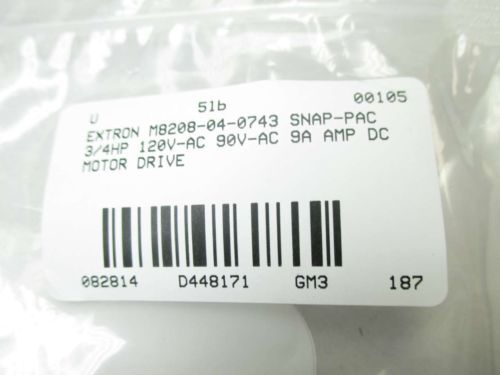 U 51b 00105
EXTRON M8208-04-0743 SNAP-PAC
3/4HP 120V-AC 90V-AC 9A AMP DC
MOTOR DRIVE
082814 D448171 GM3 187